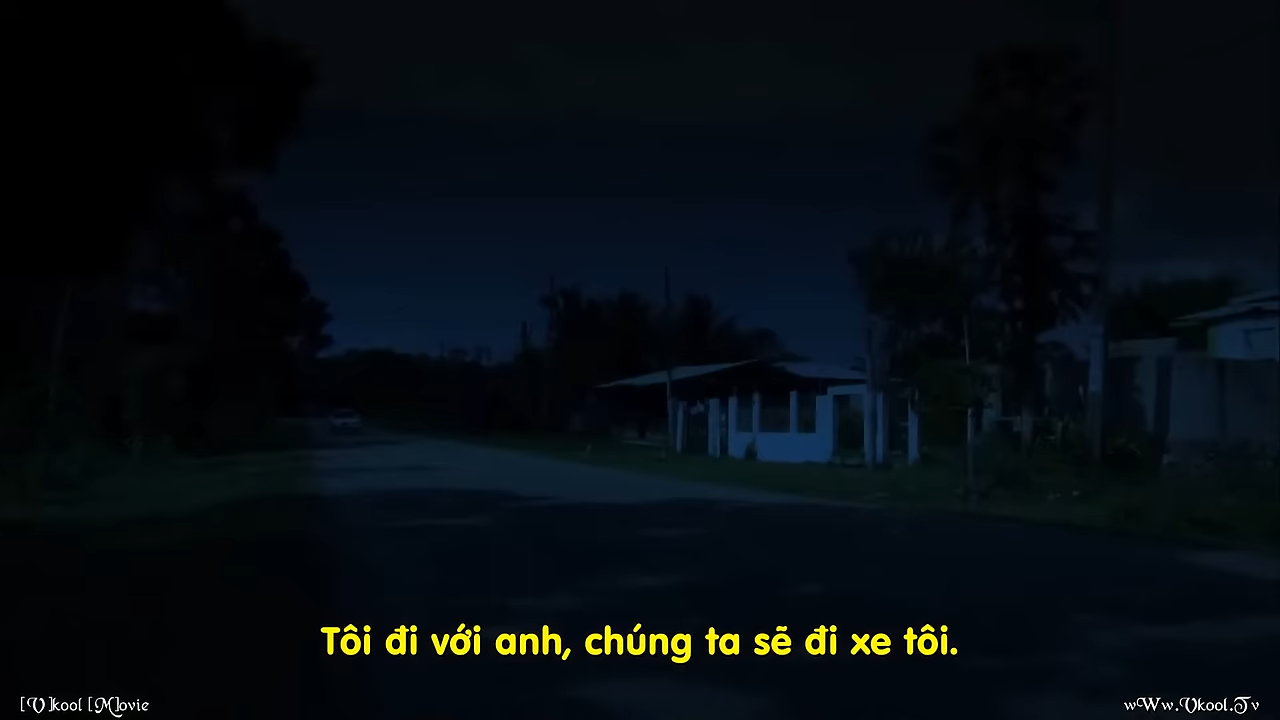 Tôi đi với anh, chúng ta sẽ đi xe tôi.
[V]kool [M]ovie
wWw.Vkool.Tv